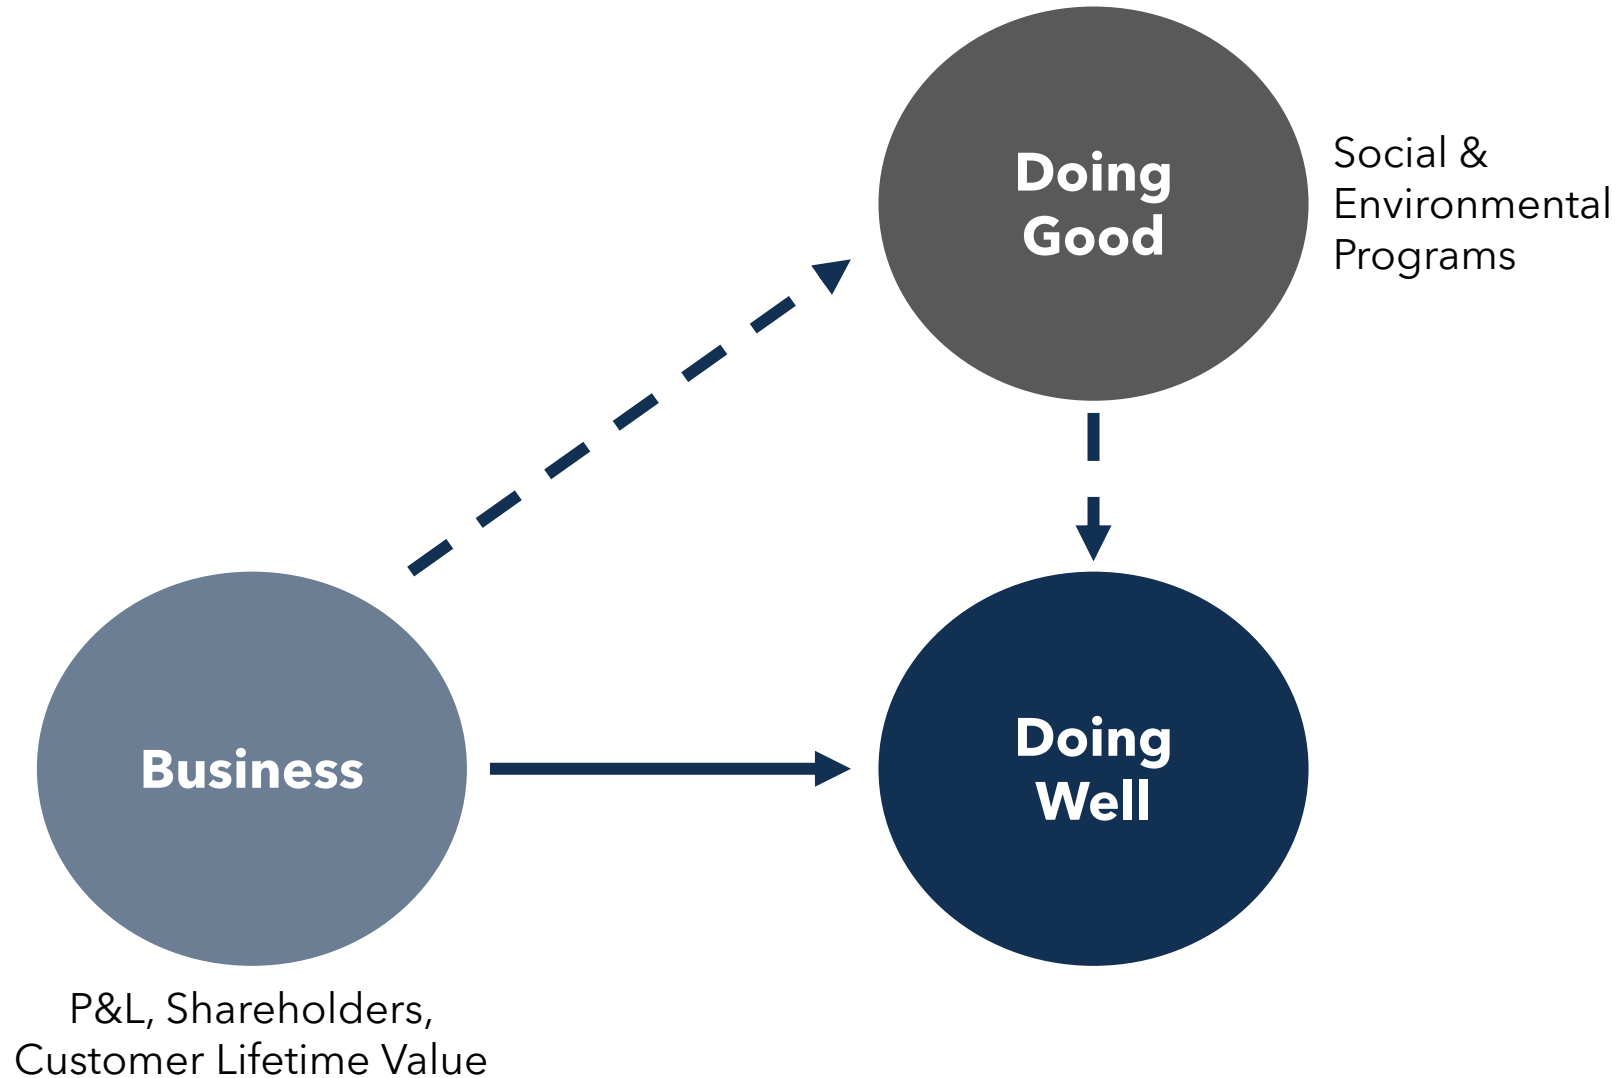 Doing
Good
Social &
Environmental
Programs
Business
Doing
Well
P&L, Shareholders,
Customer Lifetime Value